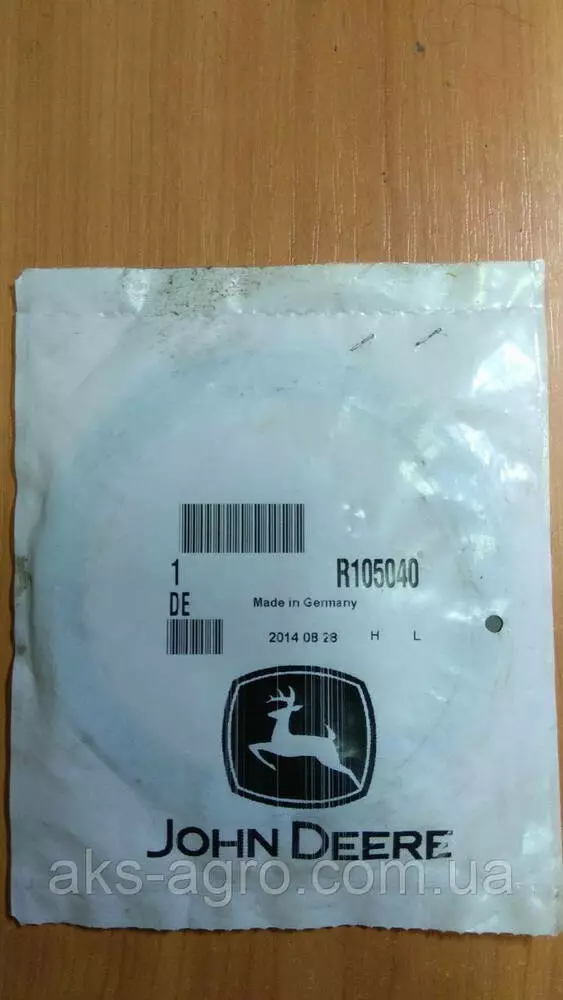 1 R105040
DE Made in Germany
2014 08 28 H L
JOHN DEERE
aks-agro.com.ua